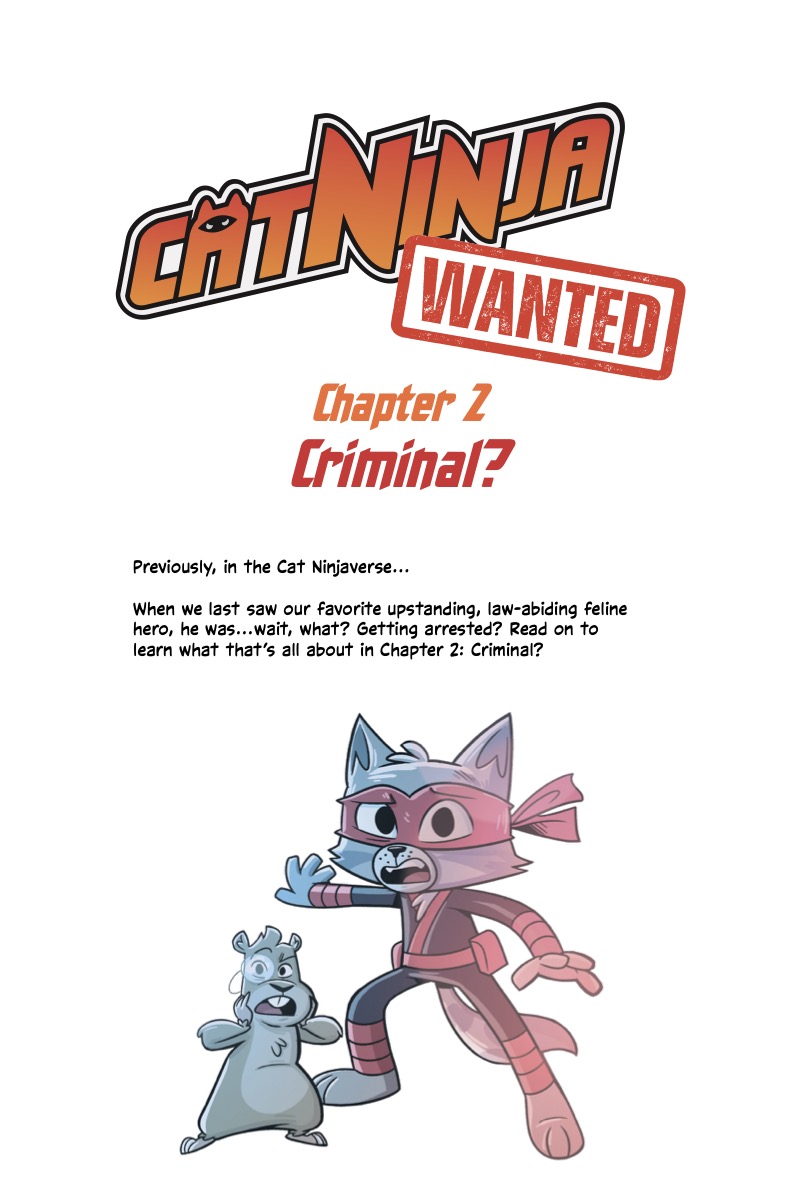 CATNINJA
WANTED
Chapter 2
Criminal?
Previously, in the Cat Ninjaverse...
When we last saw our favorite upstanding, law-abiding feline
hero, he was...wait, what? Getting arrested? Read on to
learn what that's all about in Chapter 2: Criminal?